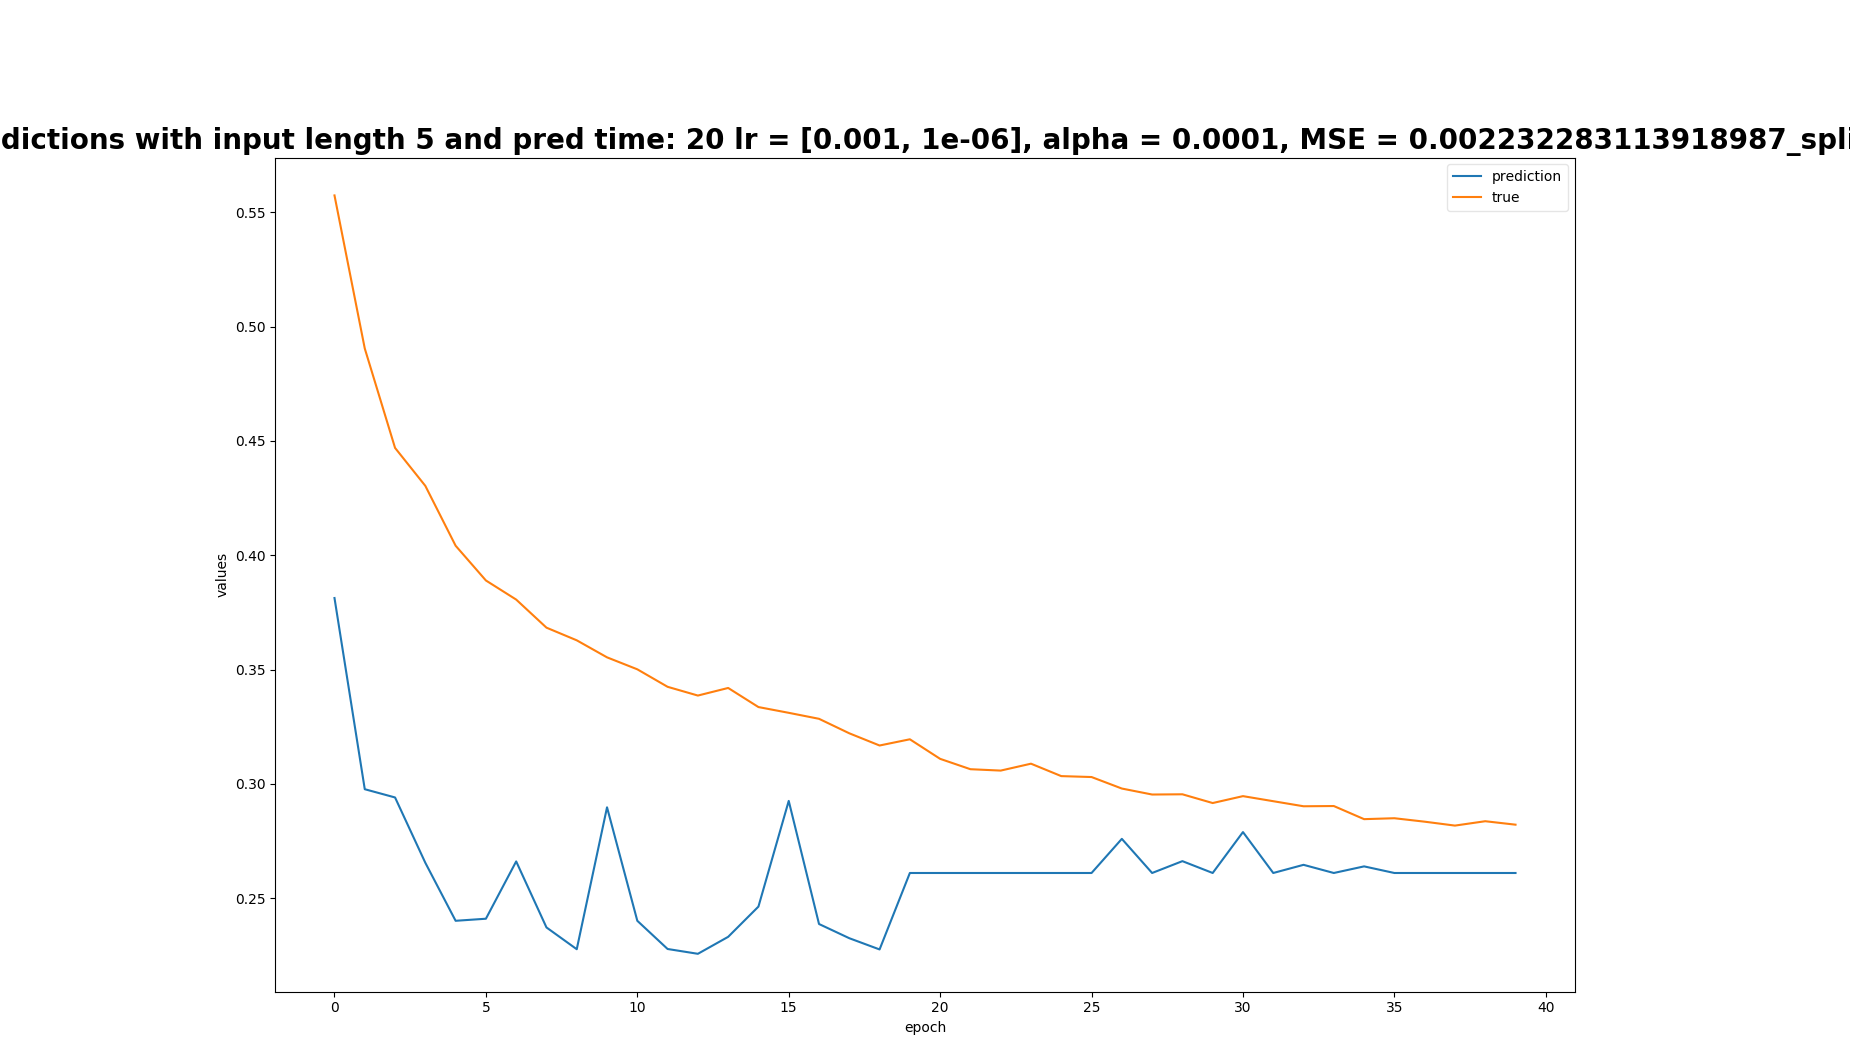 dictions with input length 5 and pred time: 20 lr = [0.001, 1e-06], alpha = 0.0001, MSE = 0.002232283113918987_spli
prediction
true
0.55
0.50
0.45
0.40
0.35
0.30
0.25
values
0 5 10 15 20 25 30 35 40
epoch